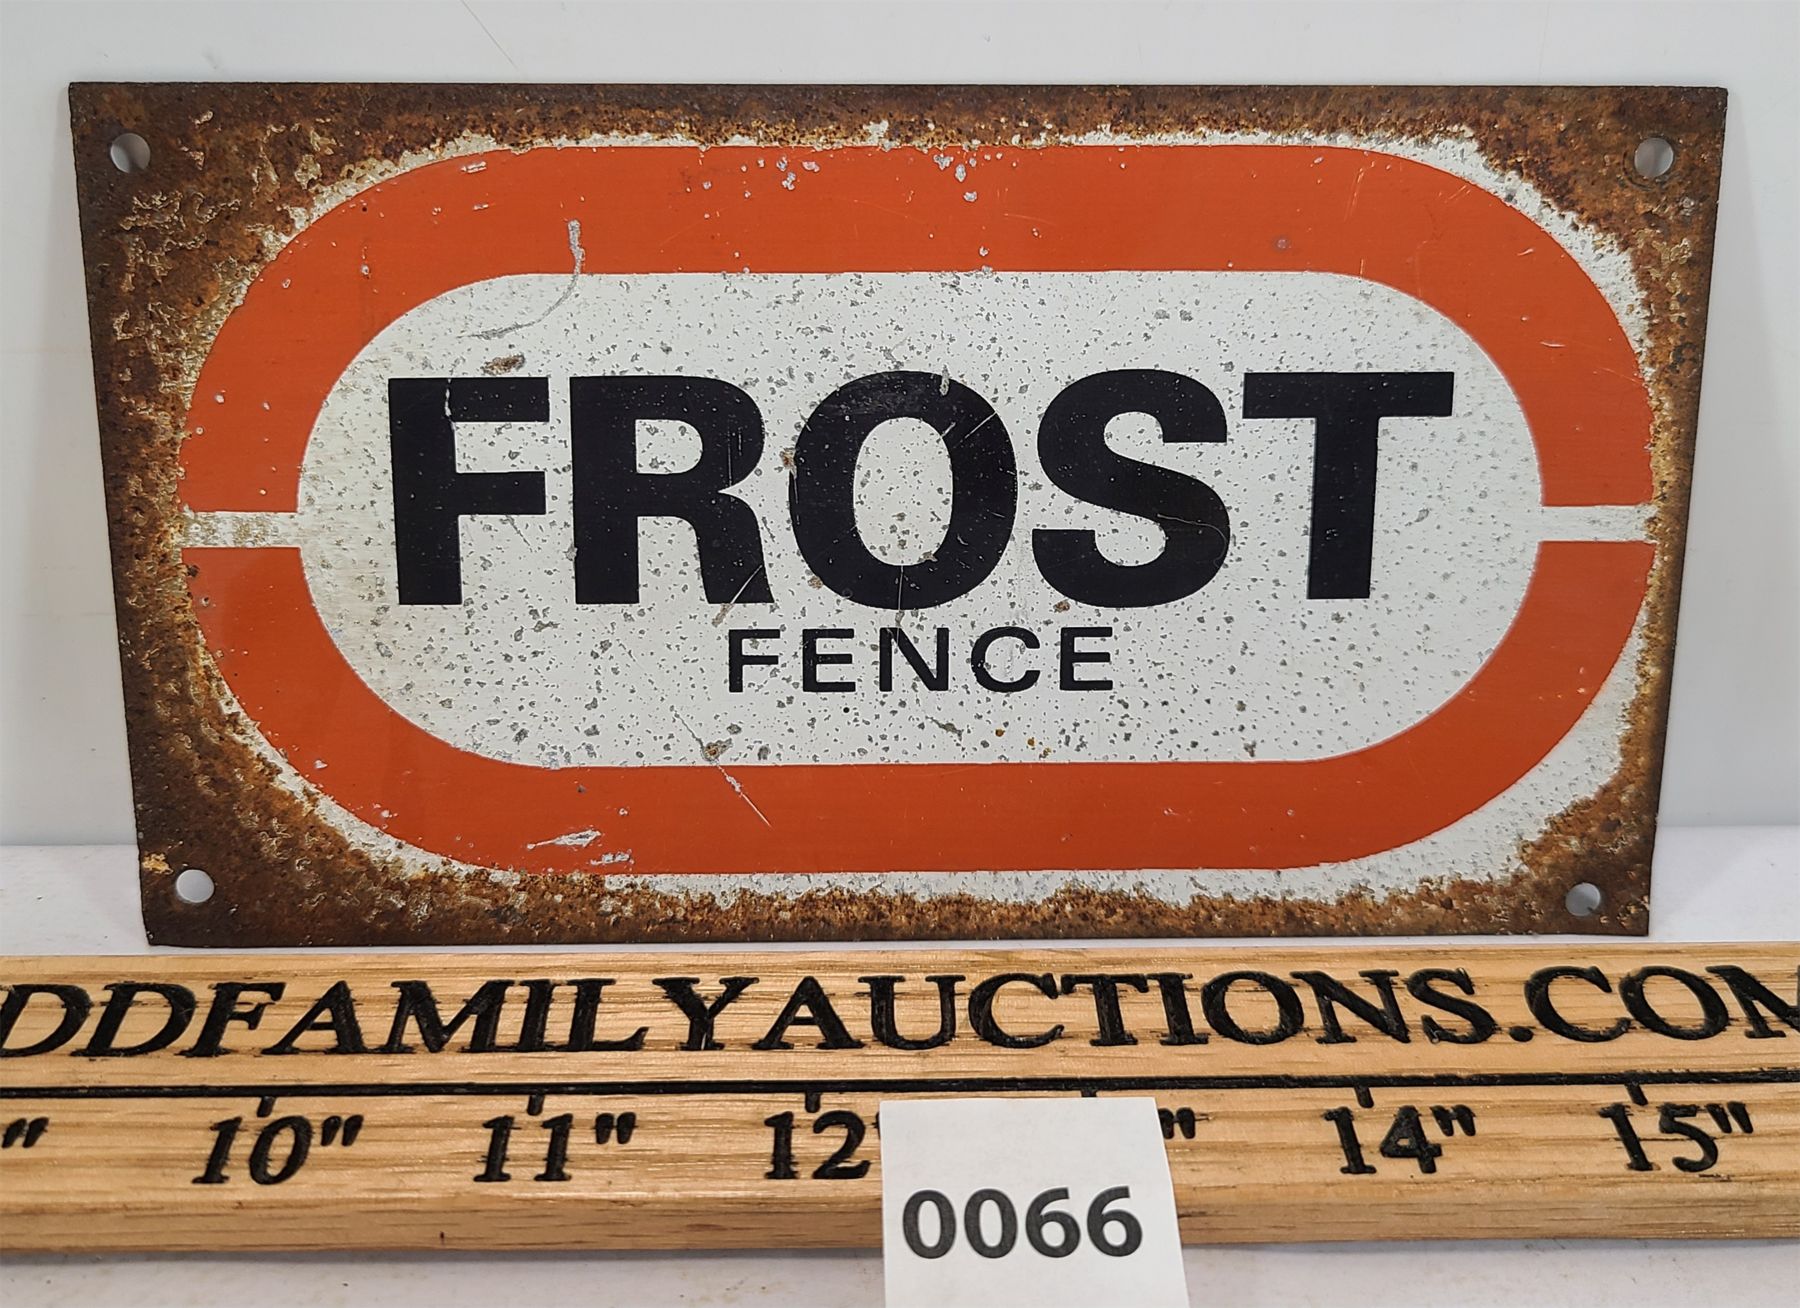 FROST
FENCE
DDFAMILYAUCTIONS.COM
" 10" 11" 12 " 14" 15"
0066